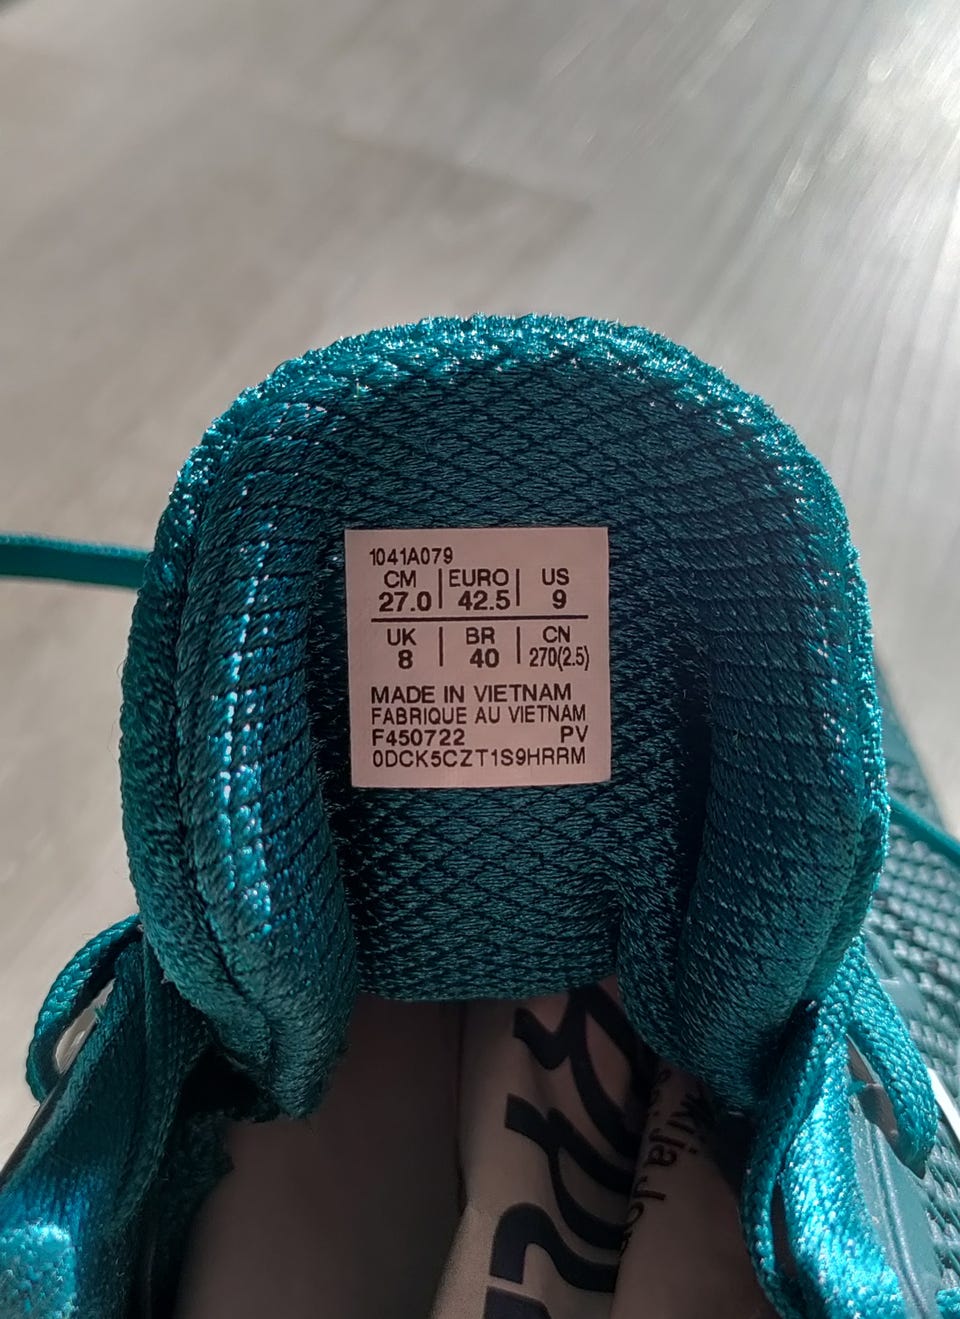 1041A079
CM | EURO | US
27.0 | 42.5 | 9
UK | BR | CN
8 | 40 | 270(2.5)
MADE IN VIETNAM
FABRIQUE AU VIETNAM
F450722 PV
0DCK5CZT1S9HRRM